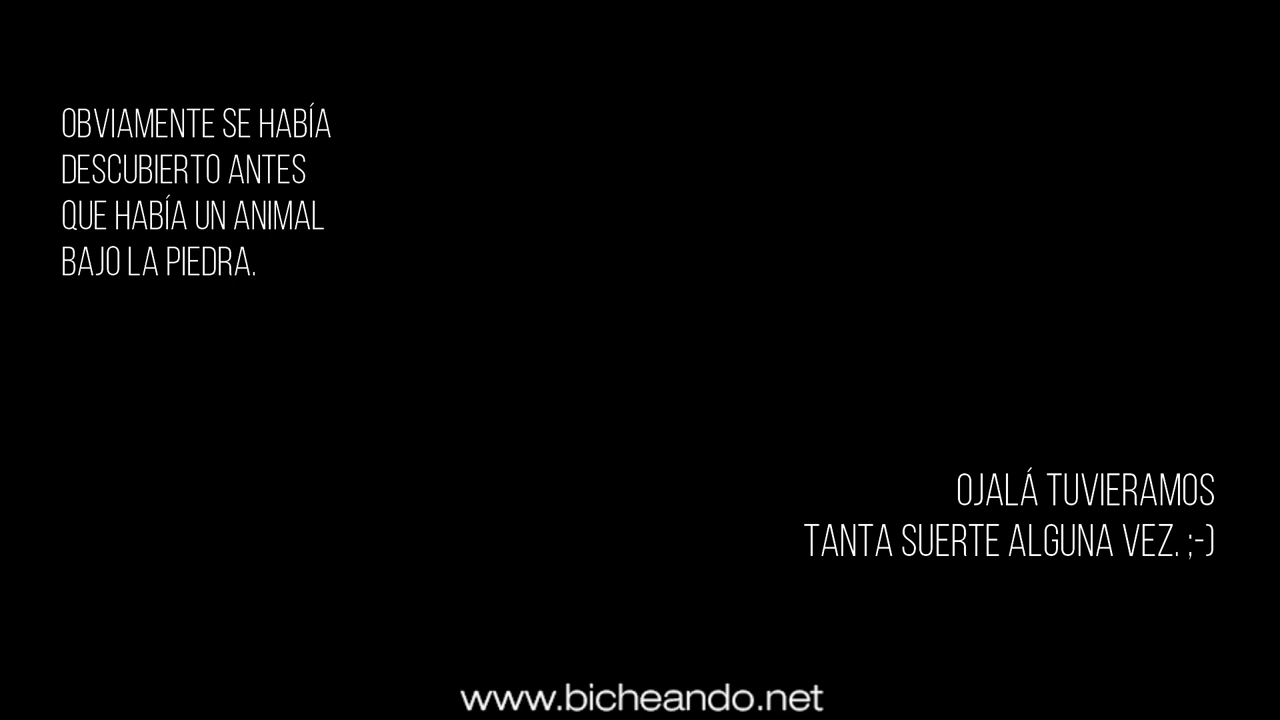 OBVIAMENTE SE HABÍA
DESCUBIERTO ANTES
QUE HABÍA UN ANIMAL
BAJO LA PIEDRA.
OJALÁ TUVIERAMOS
TANTA SUERTE ALGUNA VEZ. ;-)
www.bicheando.net